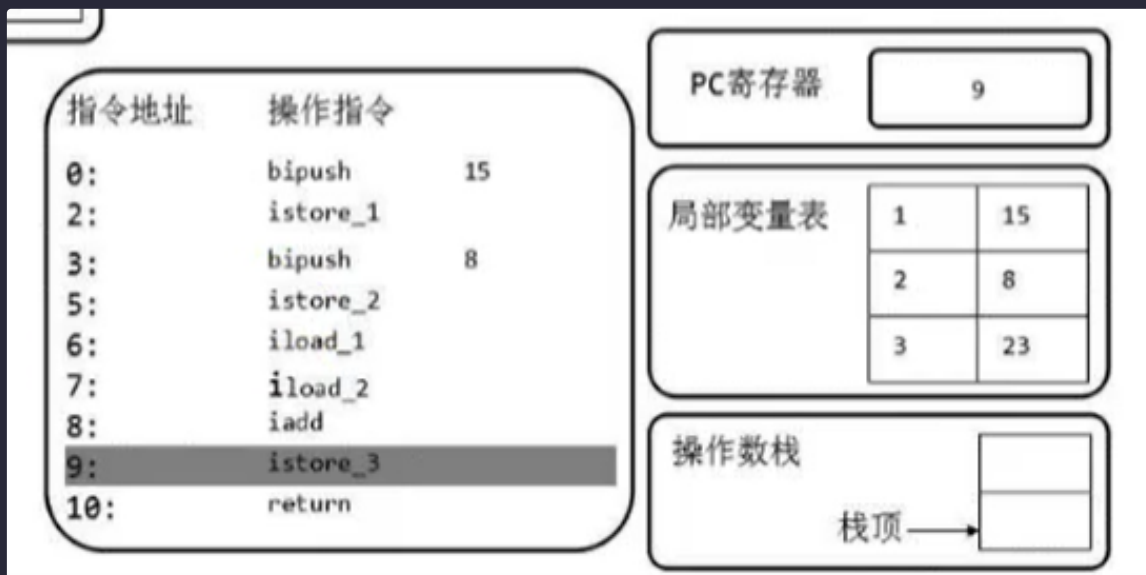 指令地址 操作指令
0: bipush 15
2: istore_1
3: bipush 8
5: istore_2
6: iload_1
7: iload_2
8: iadd
9: istore_3
10: return
PC寄存器 9
局部变量表 1 15
2 8
3 23
操作数栈
栈顶